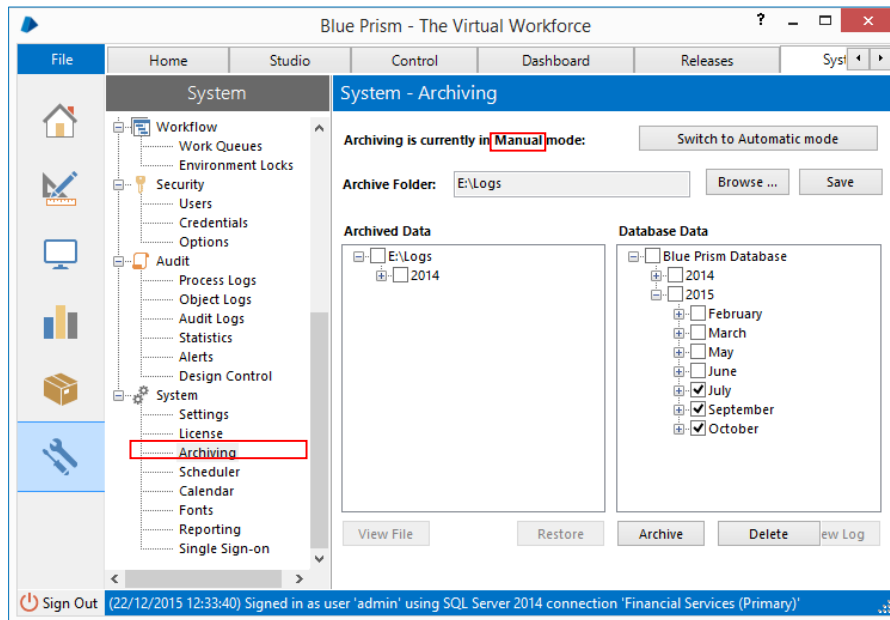 Blue Prism - The Virtual Workforce
?
File
Home
Studio
Control
Dashboard
Releases
Syst
System
Workflow
Work Queues
Environment Locks
Security
Users
Credentials
Options
Audit
Process Logs
Object Logs
Audit Logs
Statistics
Alerts
Design Control
System
Settings
License
Archiving
Scheduler
Calendar
Fonts
Reporting
Single Sign-on
System - Archiving
Archiving is currently in Manual mode:
Switch to Automatic mode
Archive Folder:
E:\Logs
Browse ...
Save
Archived Data
E:\Logs
2014
Database Data
Blue Prism Database
2014
2015
February
March
May
June
July
September
October
View File
Restore
Archive
Delete
ew Log
Sign Out
(22/12/2015 12:33:40) Signed in as user 'admin' using SQL Server 2014 connection 'Financial Services (Primary)'